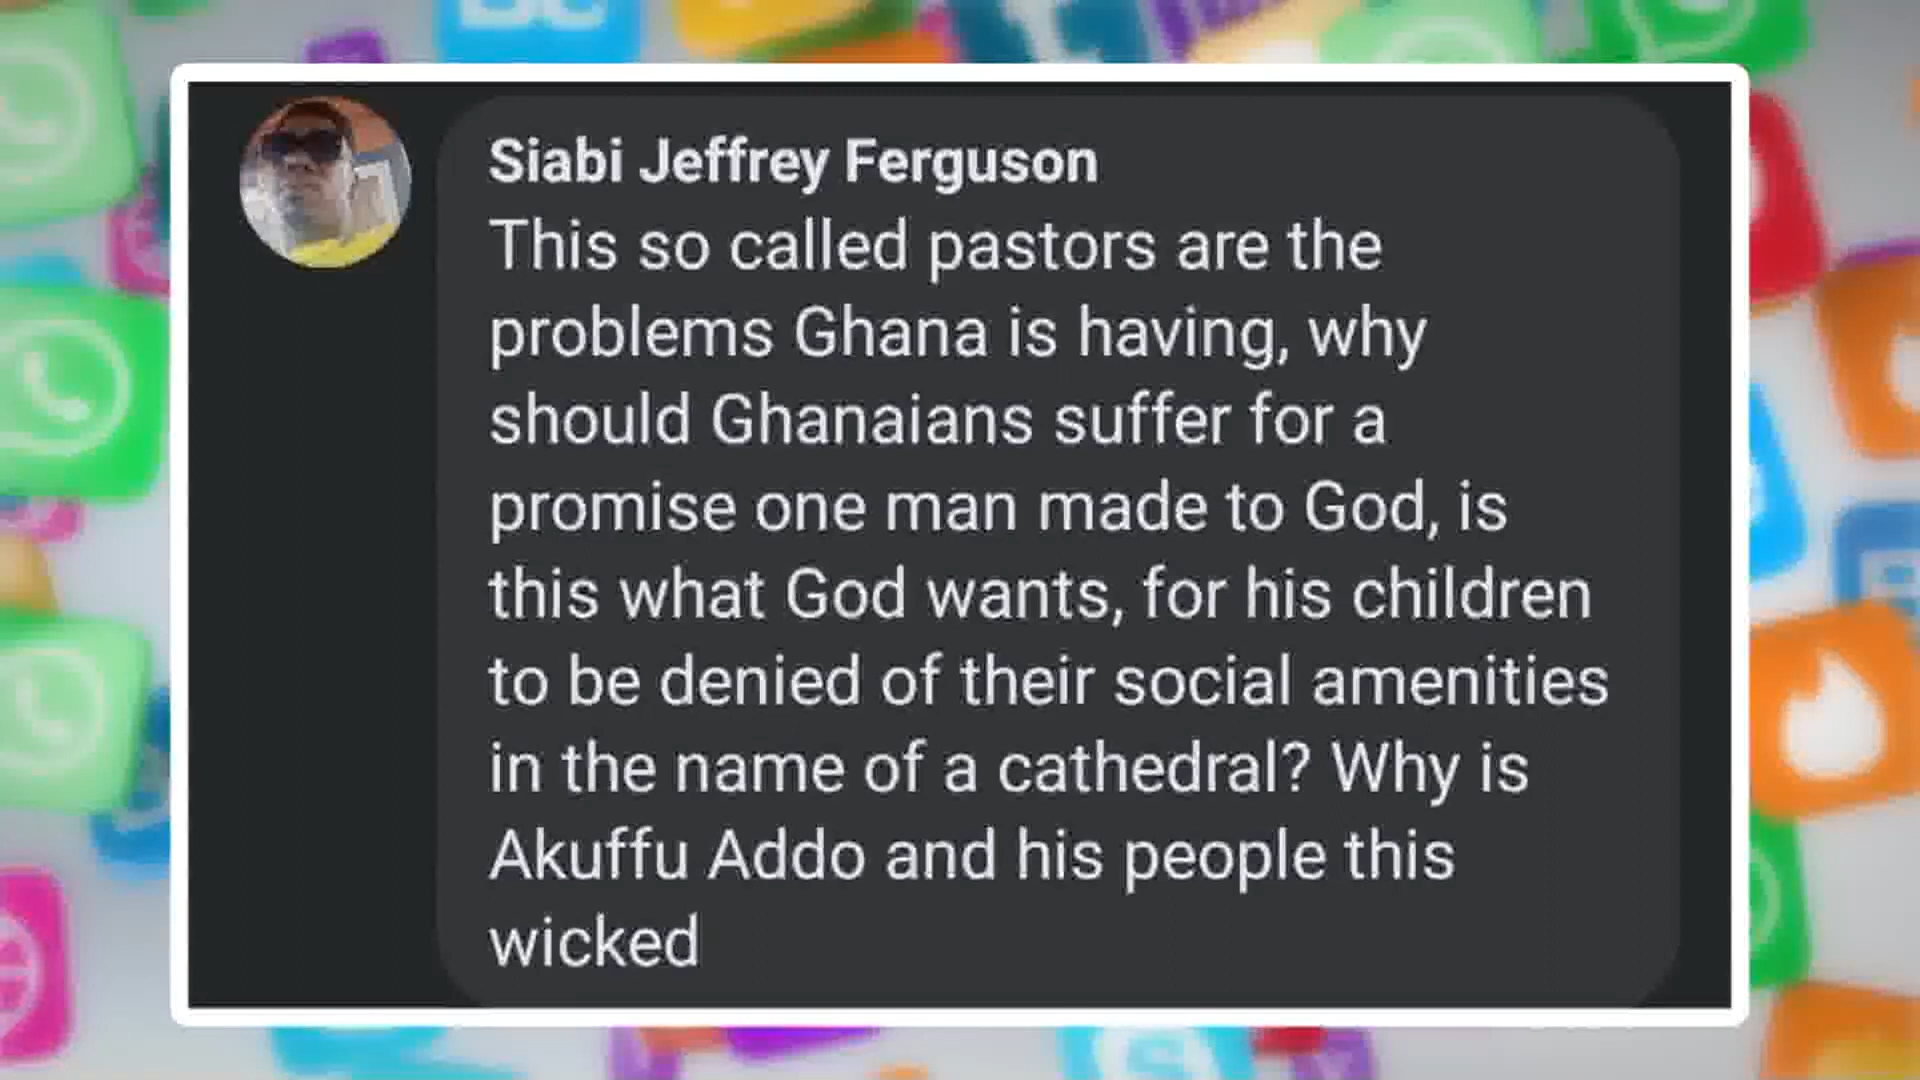 Siabi Jeffrey Ferguson
This so called pastors are the
problems Ghana is having, why
should Ghanaians suffer for a
promise one man made to God, is
this what God wants, for his children
to be denied of their social amenities
in the name of a cathedral? Why is
Akuffu Addo and his people this
wicked